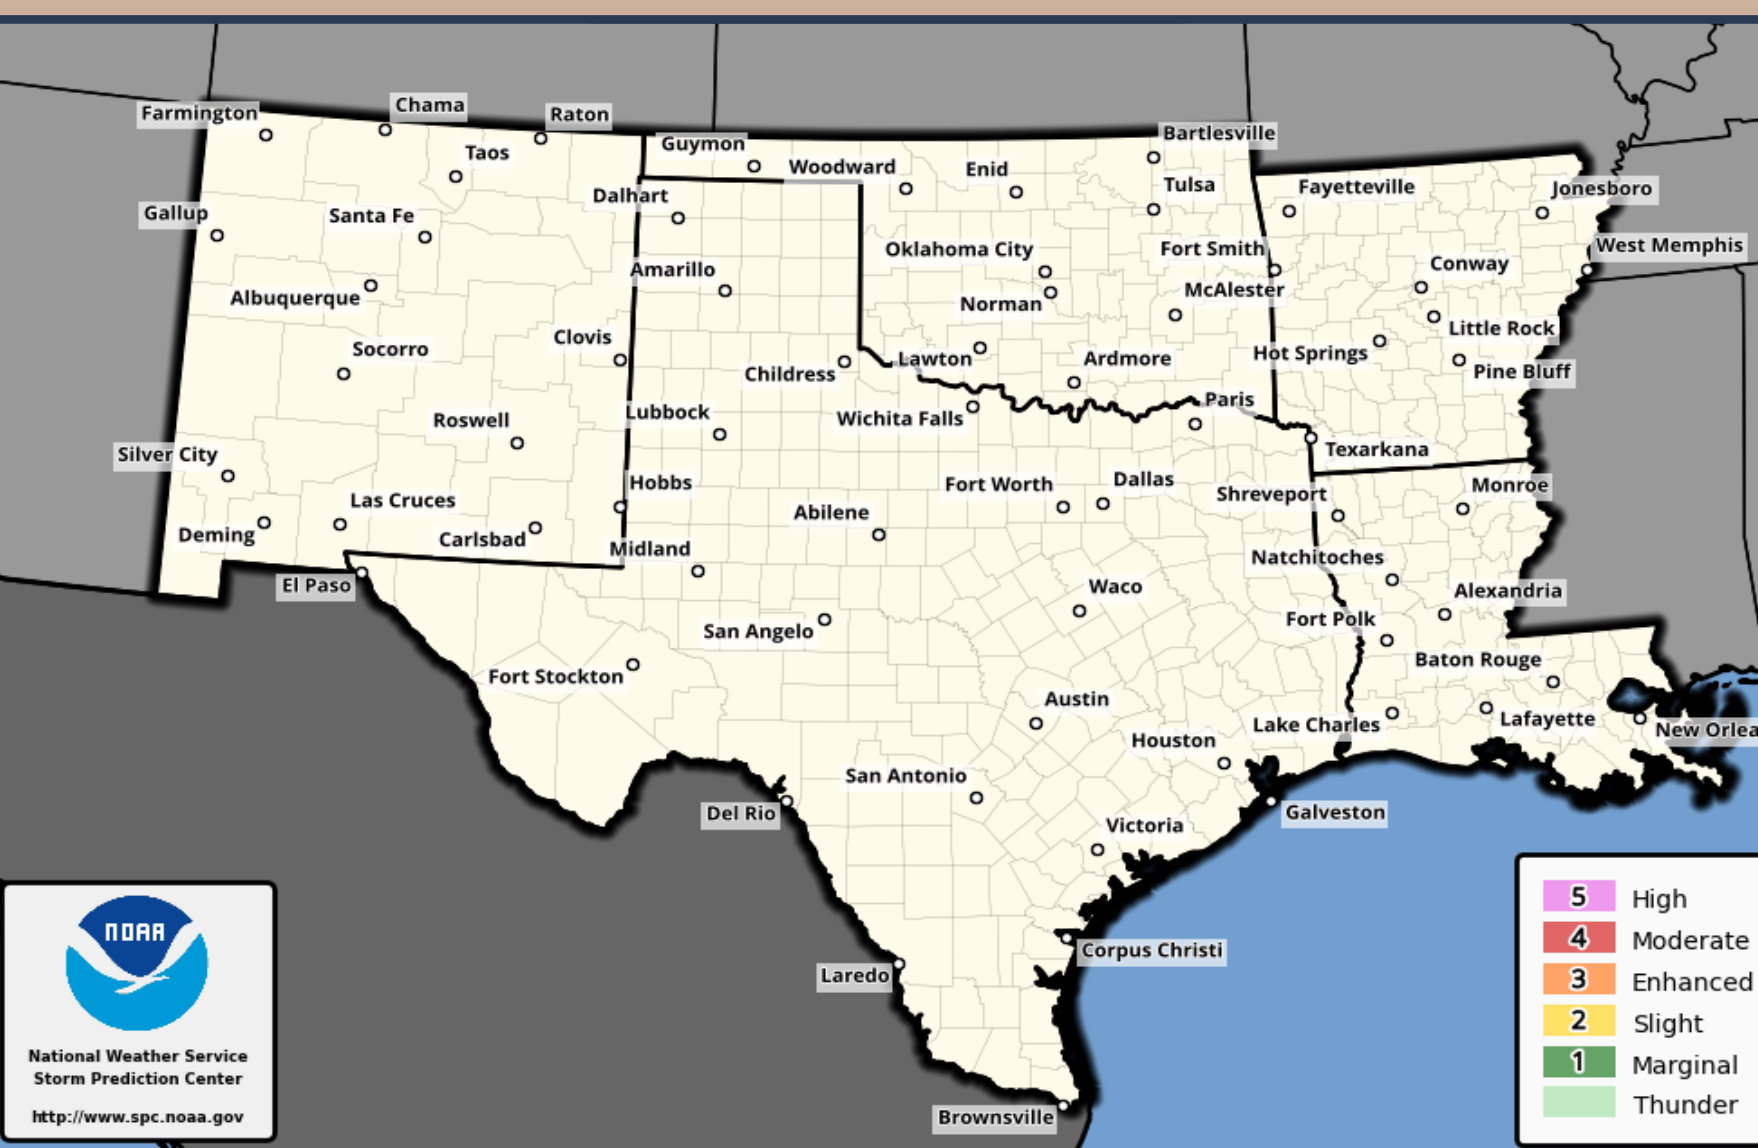 Farmington
Chama
Raton
Taos
Guymon
Woodward
Enid
Bartlesville
Tulsa
Fayetteville
Jonesboro
Gallup
Santa Fe
Dalhart
Oklahoma City
Fort Smith
West Memphis
Albuquerque
Amarillo
Norman
McAlester
Conway
Socorro
Clovis
Childress
Lawton
Ardmore
Hot Springs
Little Rock
Pine Bluff
Roswell
Lubbock
Wichita Falls
Paris
Texarkana
Silver City
Las Cruces
Hobbs
Abilene
Fort Worth
Dallas
Shreveport
Monroe
Deming
Carlsbad
Midland
Natchitoches
El Paso
Waco
Alexandria
San Angelo
Fort Polk
Fort Stockton
Baton Rouge
Austin
Houston
Lake Charles
Lafayette
New Orlea
San Antonio
Del Rio
Victoria
Galveston
Corpus Christi
Laredo
Brownsville
NOAA
National Weather Service
Storm Prediction Center
http://www.spc.noaa.gov
5 High
4 Moderate
3 Enhanced
2 Slight
1 Marginal
Thunder